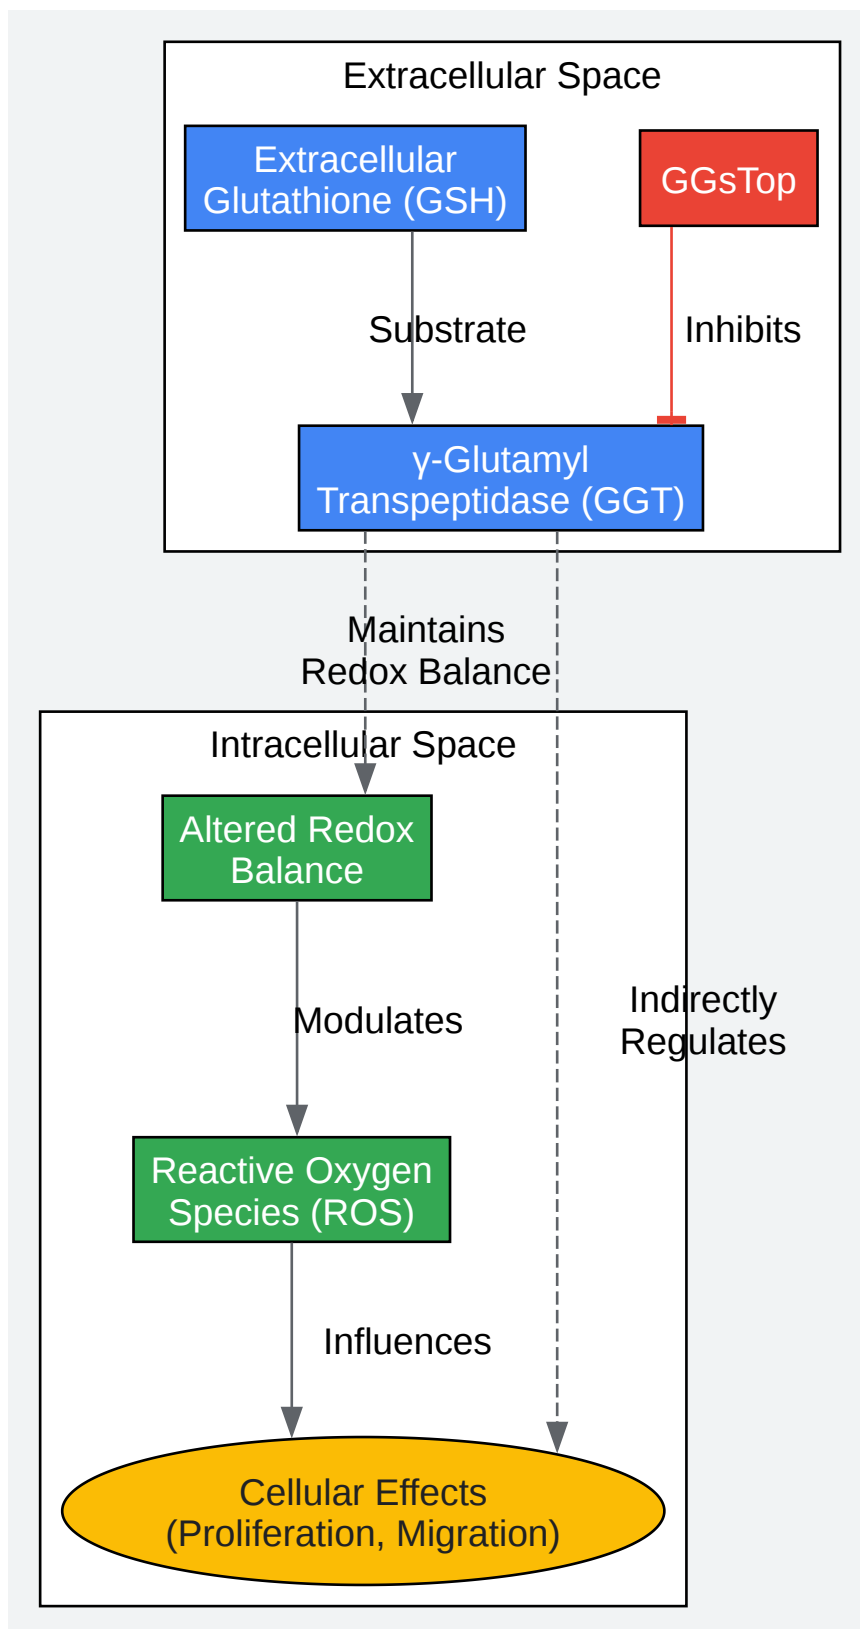 Extracellular Space
Extracellular
Glutathione (GSH)
GGsTop
Substrate
Inhibits
γ-Glutamyl
Transpeptidase (GGT)
Maintains
Redox Balance
Intracellular Space
Altered Redox
Balance
Indirectly
Regulates
Modulates
Reactive Oxygen
Species (ROS)
Influences
Cellular Effects
(Proliferation, Migration)